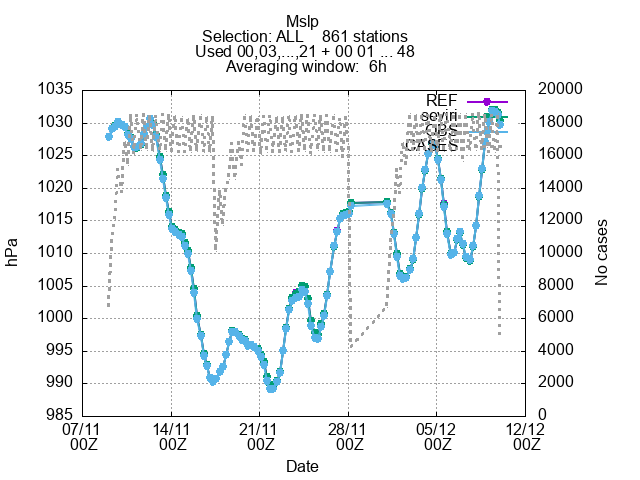 Mslp
Selection: ALL    861 stations
Used 00,03,...,21 + 00 01 ... 48
Averaging window:  6h
1035
1030
1025
1020
1015
1010
1005
1000
995
990
985
hPa
REF
seviri
OBS
CASES
20000
18000
16000
14000
12000
10000
8000
6000
4000
2000
0
No cases
07/11 14/11 21/11 28/11 05/12 12/12
00Z 00Z 00Z 00Z 00Z 00Z
Date